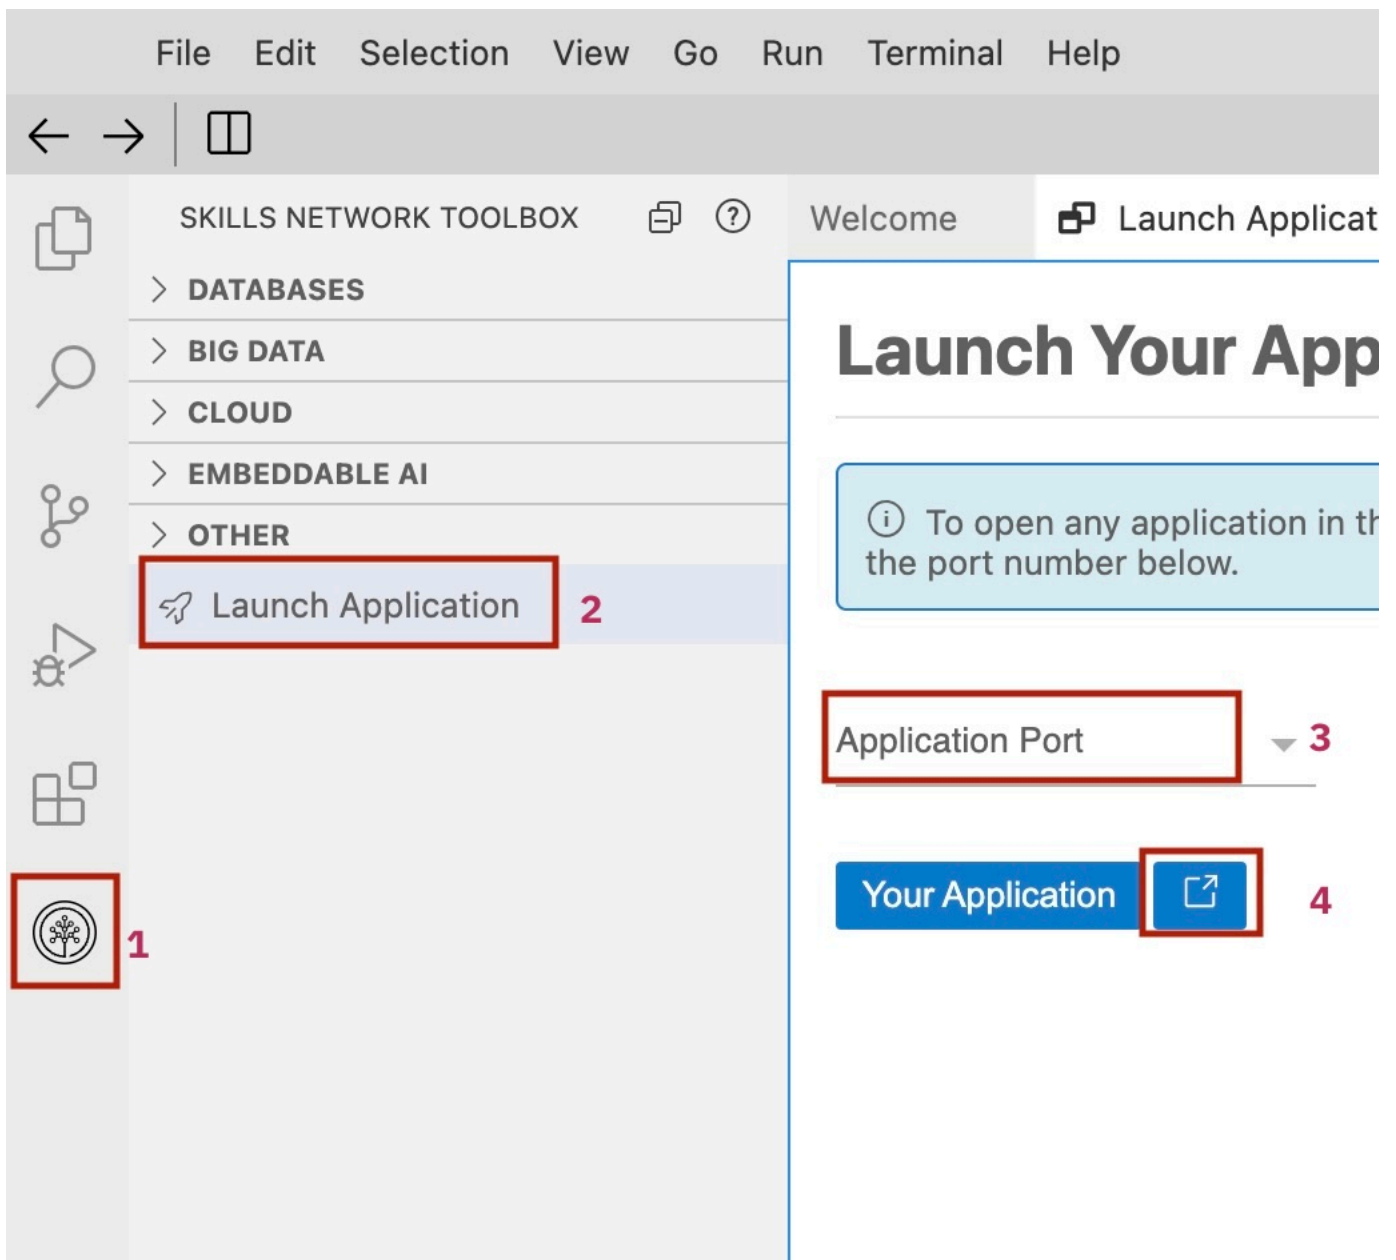 File Edit Selection View Go Run Terminal Help
SKILLS NETWORK TOOLBOX
DATABASES
BIG DATA
CLOUD
EMBEDDABLE AI
OTHER
Launch Application 2
1
Welcome Launch Applicat
Launch Your App
To open any application in th
the port number below.
Application Port 3
Your Application 4